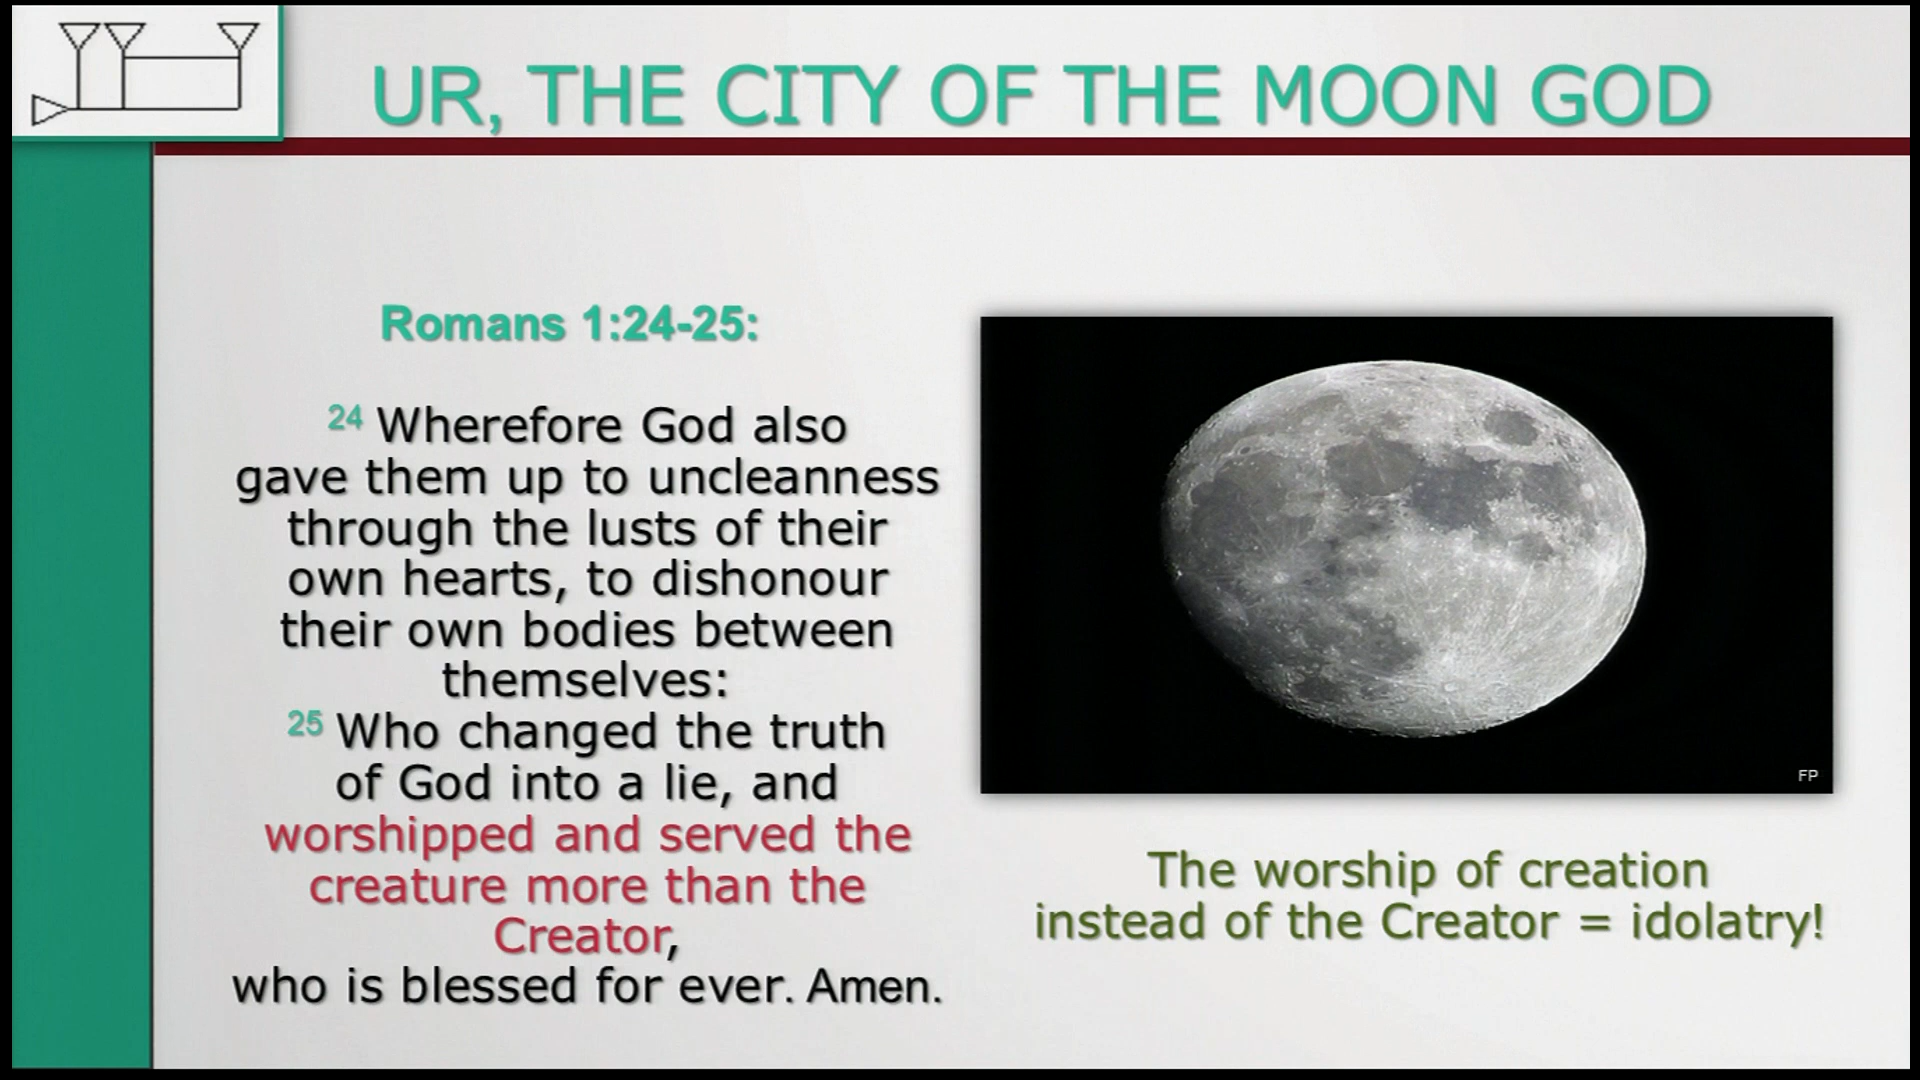 UR, THE CITY OF THE MOON GOD
Romans 1:24-25:
24 Wherefore God also
gave them up to uncleanness
through the lusts of their
own hearts, to dishonour
their own bodies between
themselves:
25 Who changed the truth
of God into a lie, and
worshipped and served the
creature more than the
Creator,
who is blessed for ever. Amen.
FP
The worship of creation
instead of the Creator = idolatry!